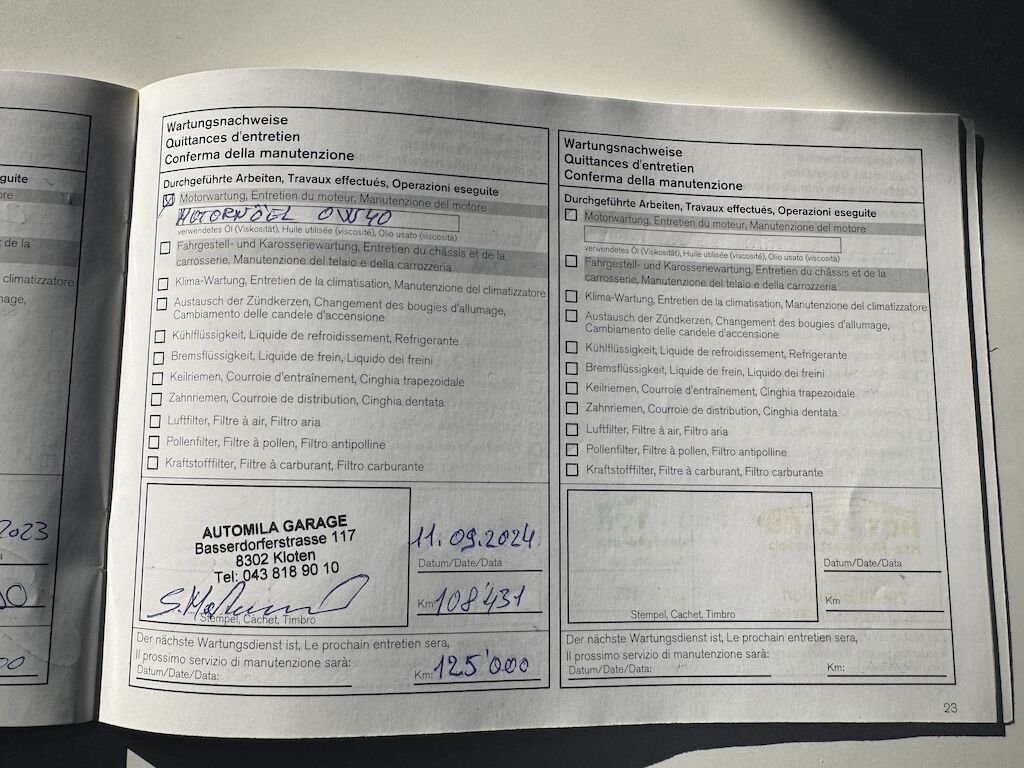 eguite
ore
et de la
climatizzatore
mage,
2023
a
00
00
Wartungsnachweise
Quittances d'entretien
Conferma della manutenzione
Durchgeführte Arbeiten, Travaux effectués, Operazioni eseguite
Motorwartung, Entretien du moteur, Manutenzione del motore
MOTORNÖEL 0W40
verwendetes Öl (Viskosität), Huile utilisée (viscosité), Olio usato (viscosità)
Fahrgestell- und Karosseriewartung, Entretien du châssis et de la
carrosserie, Manutenzione del telaio e della carrozzeria
Klima-Wartung, Entretien de la climatisation, Manutenzione del climatizzatore
Austausch der Zündkerzen, Changement des bougies d'allumage,
Cambiamento delle candele d'accensione
Kühlflüssigkeit, Liquide de refroidissement, Refrigerante
Bremsflüssigkeit, Liquide de frein, Liquido dei freini
Keilriemen, Courroie d'entraînement, Cinghia trapezoidale
Zahnriemen, Courroie de distribution, Cinghia dentata
Luftfilter, Filtre à air, Filtro aria
Pollenfilter, Filtre à pollen, Filtro antipolline
Kraftstofffilter, Filtre à carburant, Filtro carburante
AUTOMILA GARAGE
Basserdorferstrasse 117
8302 Kloten
Tel: 043 818 90 10
Stempel, Cachet, Timbro
11.09.2024
Datum/Date/Data
Km 108'431
Der nächste Wartungsdienst ist, Le prochain entretien sera,
Il prossimo servizio di manutenzione sarà:
Datum/Date/Data:
Km: 125'000
Wartungsnachweise
Quittances d'entretien
Conferma della manutenzione
Durchgeführte Arbeiten, Travaux effectués, Operazioni eseguite
Motorwartung, Entretien du moteur, Manutenzione del motore
verwendetes Öl (Viskosität), Huile utilisée (viscosité), Olio usato (viscosità)
Fahrgestell- und Karosseriewartung, Entretien du châssis et de la
carrosserie, Manutenzione del telaio e della carrozzeria
Klima-Wartung, Entretien de la climatisation, Manutenzione del climatizzatore
Austausch der Zündkerzen, Changement des bougies d'allumage,
Cambiamento delle candele d'accensione
Kühlflüssigkeit, Liquide de refroidissement, Refrigerante
Bremsflüssigkeit, Liquide de frein, Liquido dei freini
Keilriemen, Courroie d'entraînement, Cinghia trapezoidale
Zahnriemen, Courroie de distribution, Cinghia dentata
Luftfilter, Filtre à air, Filtro aria
Pollenfilter, Filtre à pollen, Filtro antipolline
Kraftstofffilter, Filtre à carburant, Filtro carburante
Stempel, Cachet, Timbro
Datum/Date/Data
Km
Der nächste Wartungsdienst ist, Le prochain entretien sera,
Il prossimo servizio di manutenzione sarà:
Datum/Date/Data:
Km:
23